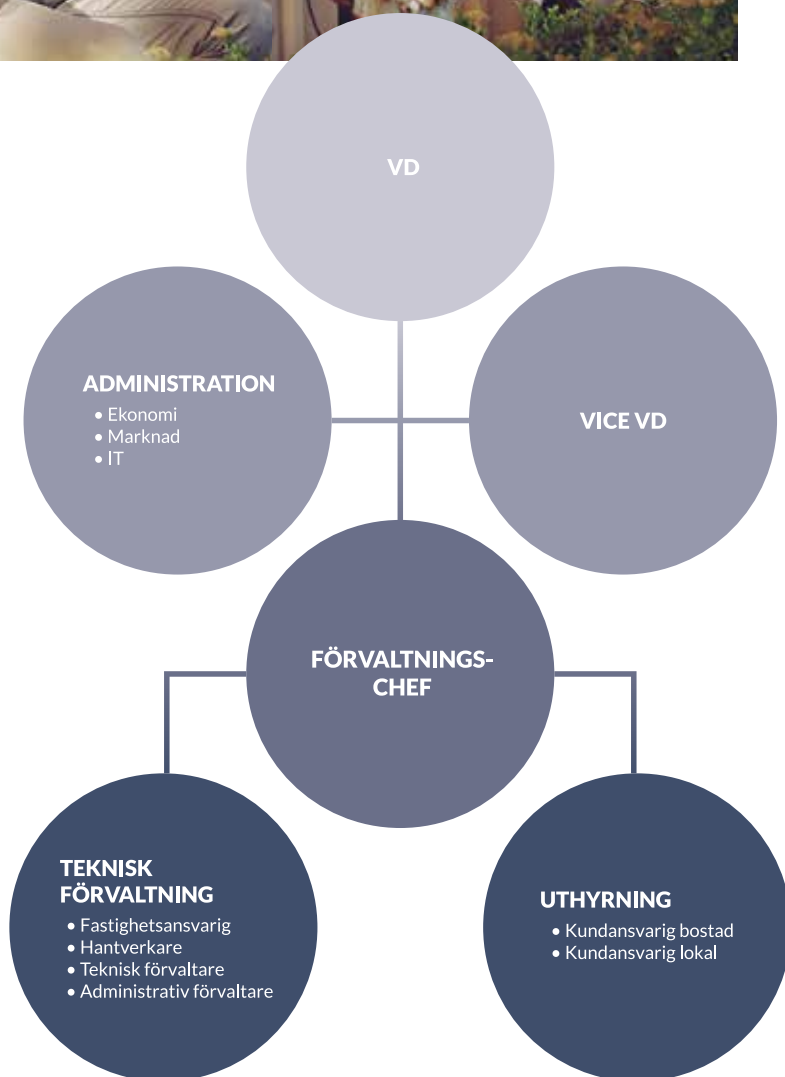 VD
ADMINISTRATION
• Ekonomi
• Marknad
• IT
VICE VD
FÖRVALTNINGS-
CHEF
TEKNISK
FÖRVALTNING
• Fastighetsansvarig
• Hantverkare
• Teknisk förvaltare
• Administrativ förvaltare
UTHYRNING
• Kundansvarig bostad
• Kundansvarig lokal